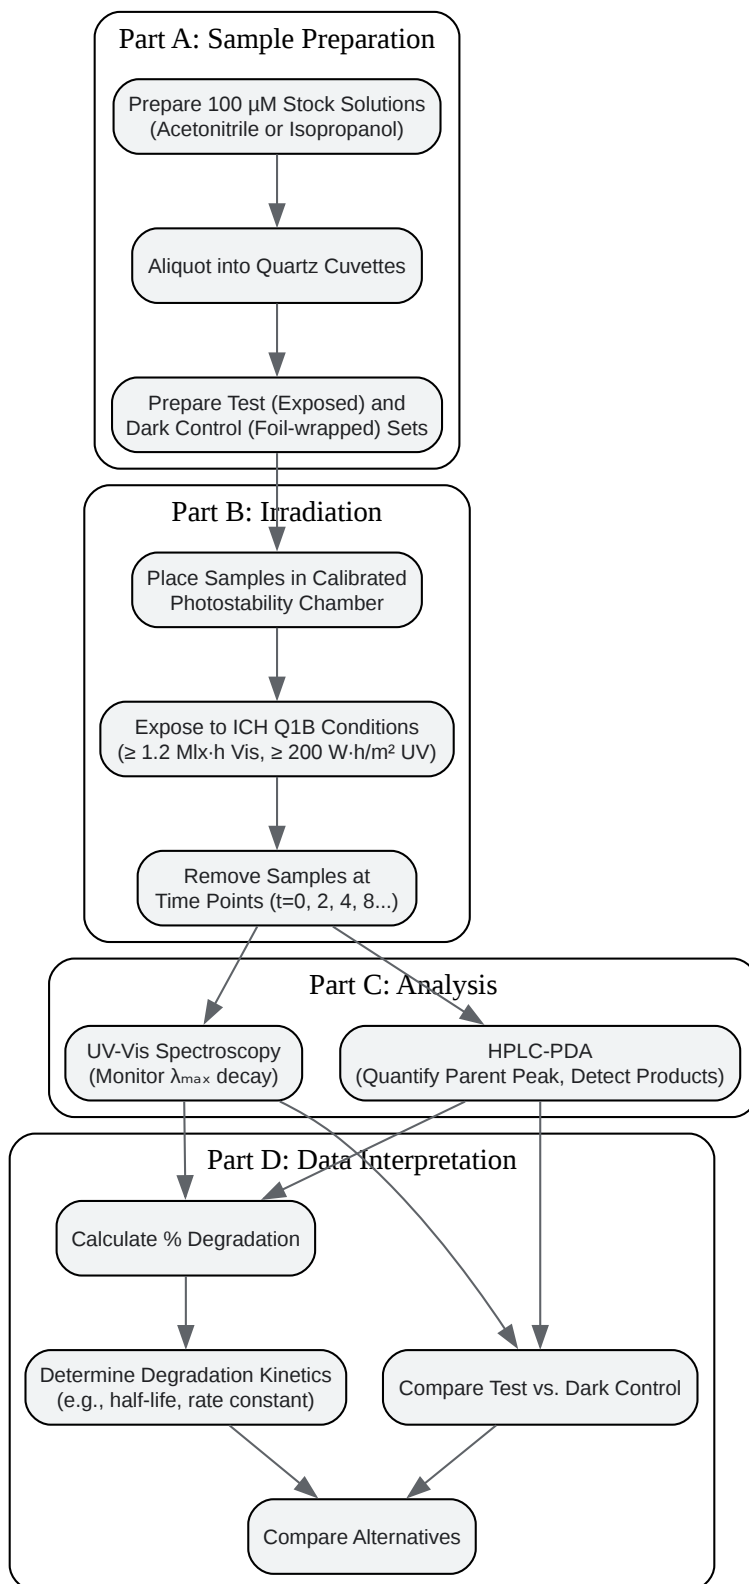 Part A: Sample Preparation
Prepare 100 µM Stock Solutions
(Acetonitrile or Isopropanol)
Aliquot into Quartz Cuvettes
Prepare Test (Exposed) and
Dark Control (Foil-wrapped) Sets
Part B: Irradiation
Place Samples in Calibrated
Photostability Chamber
Expose to ICH Q1B Conditions
(≥ 1.2 Mlx·h Vis, ≥ 200 W·h/m² UV)
Remove Samples at
Time Points (t=0, 2, 4, 8...)
Part C: Analysis
UV-Vis Spectroscopy
(Monitor λₘₐₓ decay)
HPLC-PDA
(Quantify Parent Peak, Detect Products)
Part D: Data Interpretation
Calculate % Degradation
Determine Degradation Kinetics
(e.g., half-life, rate constant)
Compare Test vs. Dark Control
Compare Alternatives